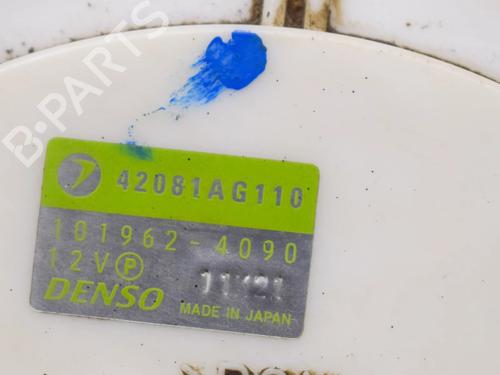 B-PARTS
42081AG110
101962-4090
12V P
DENSO
MADE IN JAPAN